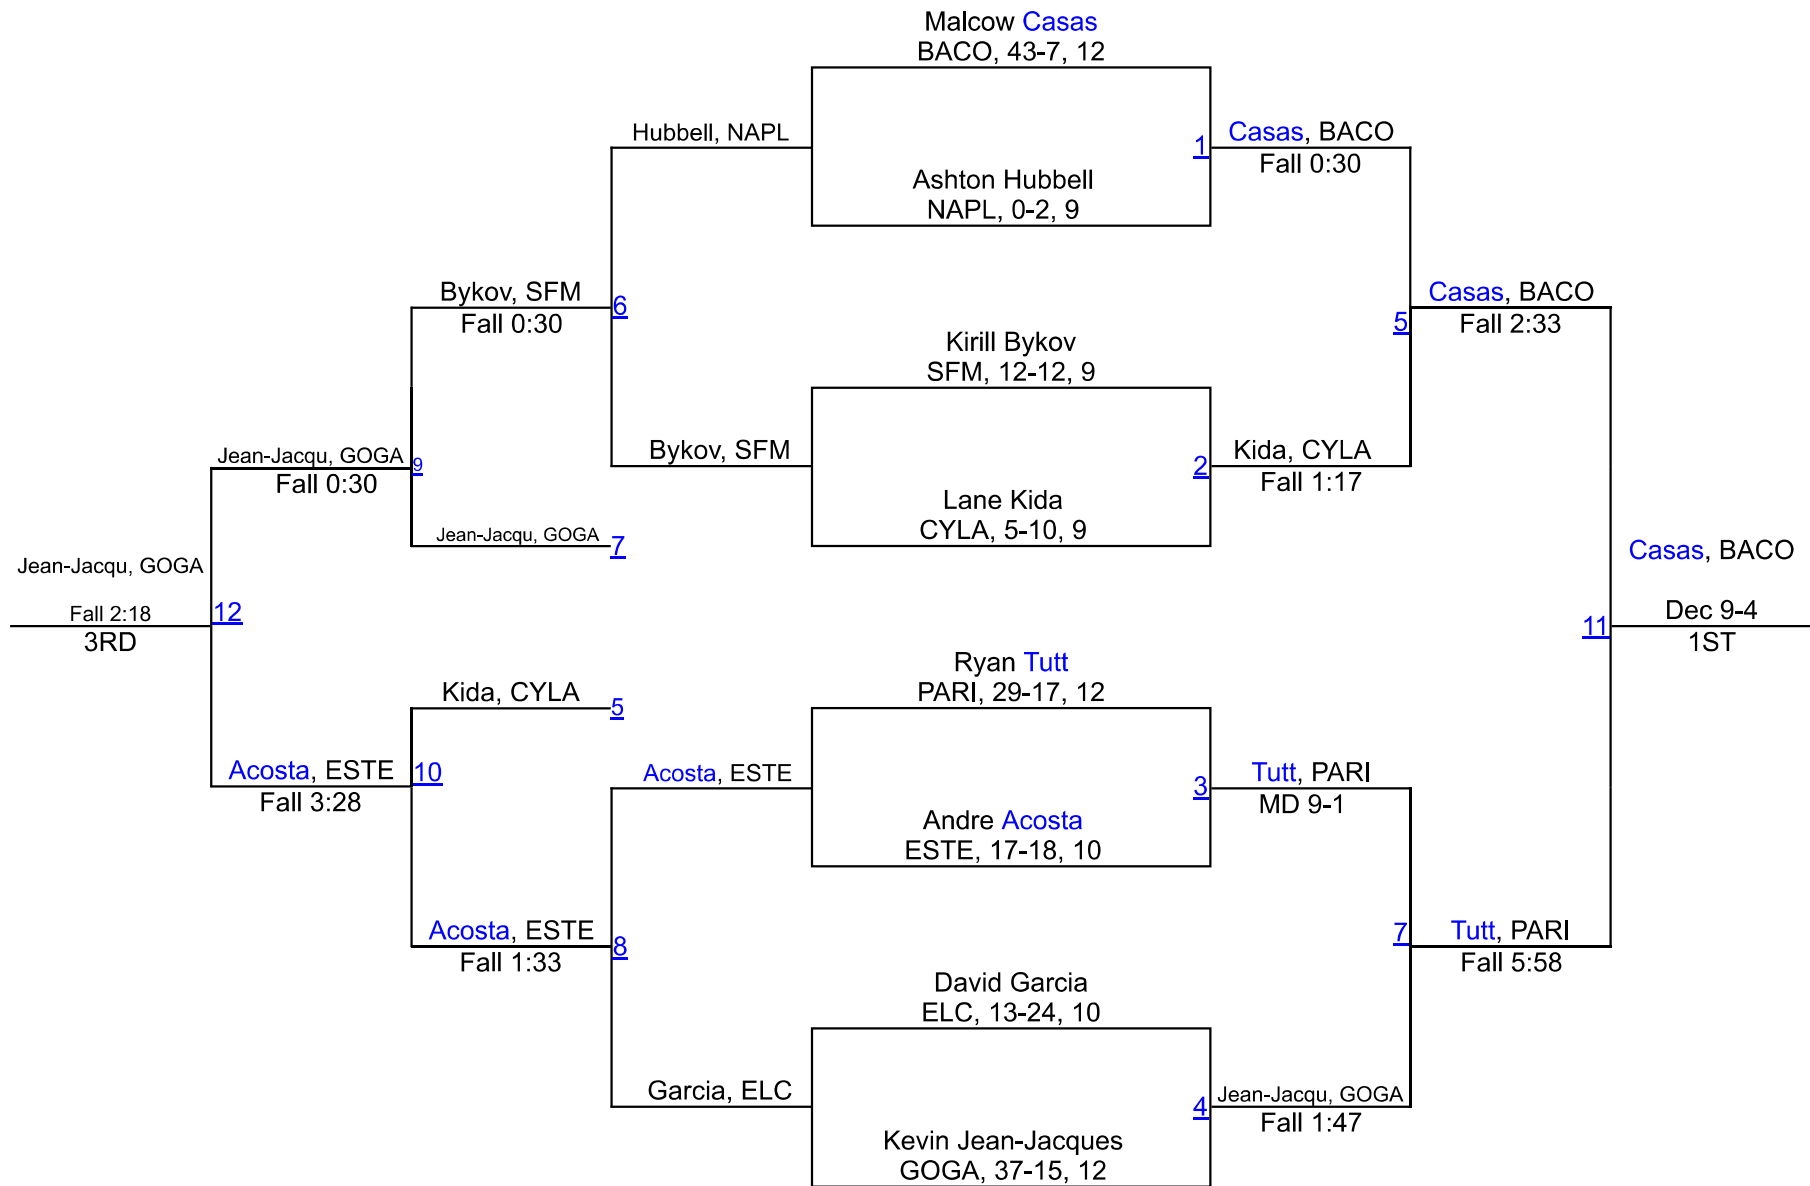 Malcow Casas
BACO, 43-7, 12
Hubbell, NAPL
1
Casas, BACO
Fall 0:30
Ashton Hubbell
NAPL, 0-2, 9
Bykov, SFM
Fall 0:30
6
Casas, BACO
Fall 2:33
5
Kirill Bykov
SFM, 12-12, 9
Jean-Jacqu, GOGA
Fall 0:30
9
Bykov, SFM
2
Kida, CYLA
Fall 1:17
Lane Kida
CYLA, 5-10, 9
Jean-Jacqu, GOGA
7
Jean-Jacqu, GOGA
Fall 2:18
3RD
12
Casas, BACO
Dec 9-4
1ST
11
Ryan Tutt
PARI, 29-17, 12
Kida, CYLA
5
Acosta, ESTE
Fall 3:28
10
Acosta, ESTE
3
Tutt, PARI
MD 9-1
Andre Acosta
ESTE, 17-18, 10
Acosta, ESTE
Fall 1:33
8
7
Tutt, PARI
Fall 5:58
David Garcia
ELC, 13-24, 10
Garcia, ELC
4
Jean-Jacqu, GOGA
Fall 1:47
Kevin Jean-Jacques
GOGA, 37-15, 12